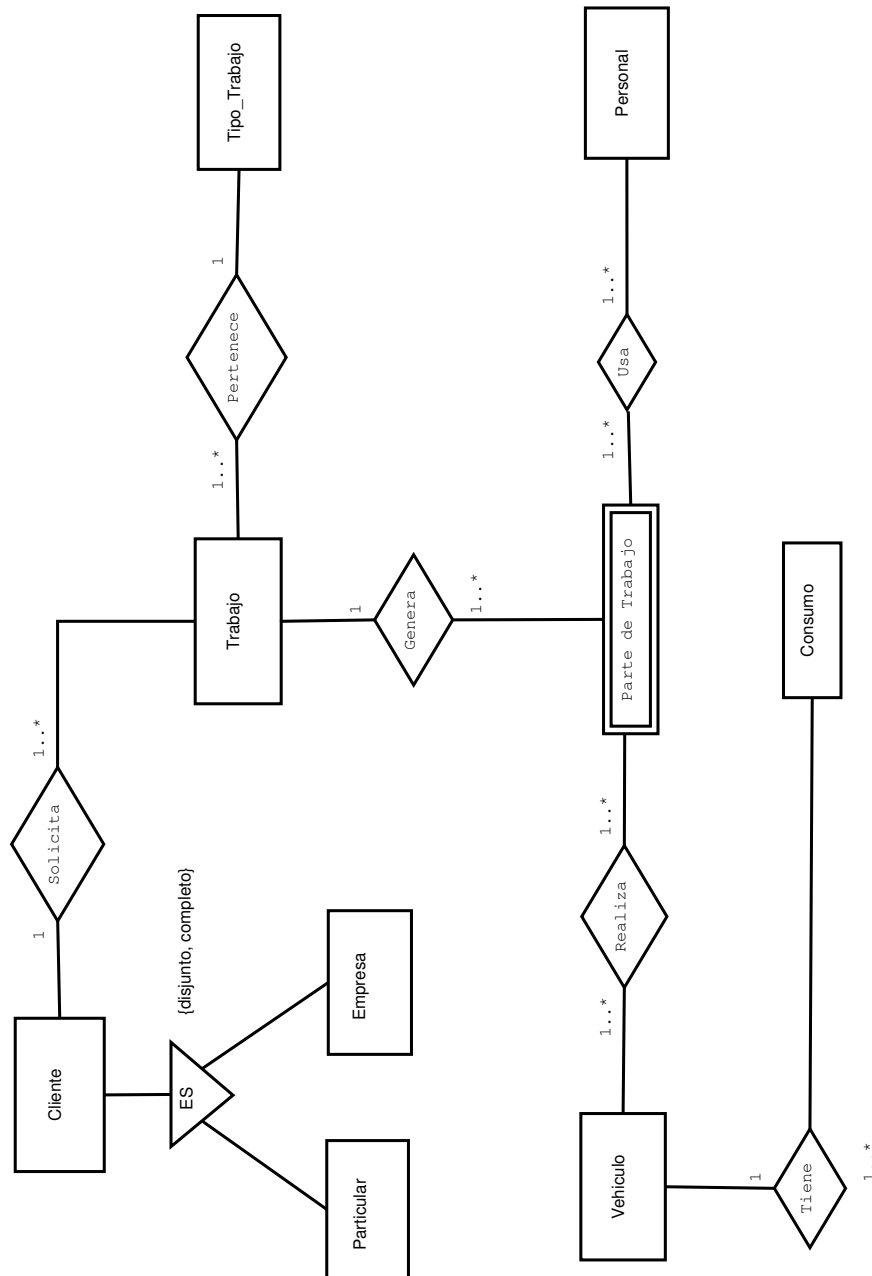 Cliente
1
Solicita
1..*
Trabajo
1..*
Pertenece
1
Tipo_Trabajo
ES
{disjunto, completo}
Particular
Empresa
1
Genera
1..*
Vehiculo
1..*
Realiza
1..*
Parte de Trabajo
1..*
Usa
1..*
Personal
1
Tiene
1..*
Consumo